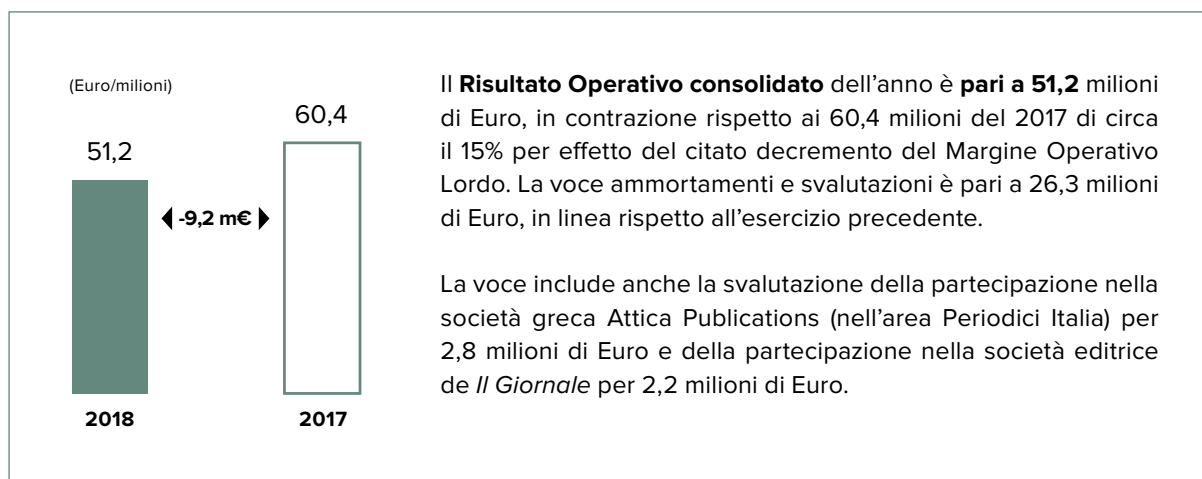 (Euro/milioni)
60,4
51,2
-9,2 m€
2018
2017
Il Risultato Operativo consolidato dell’anno è pari a 51,2 milioni
di Euro, in contrazione rispetto ai 60,4 milioni del 2017 di circa
il 15% per effetto del citato decremento del Margine Operativo
Lordo. La voce ammortamenti e svalutazioni è pari a 26,3 milioni
di Euro, in linea rispetto all’esercizio precedente.
La voce include anche la svalutazione della partecipazione nella
società greca Attica Publications (nell’area Periodici Italia) per
2,8 milioni di Euro e della partecipazione nella società editrice
de Il Giornale per 2,2 milioni di Euro.